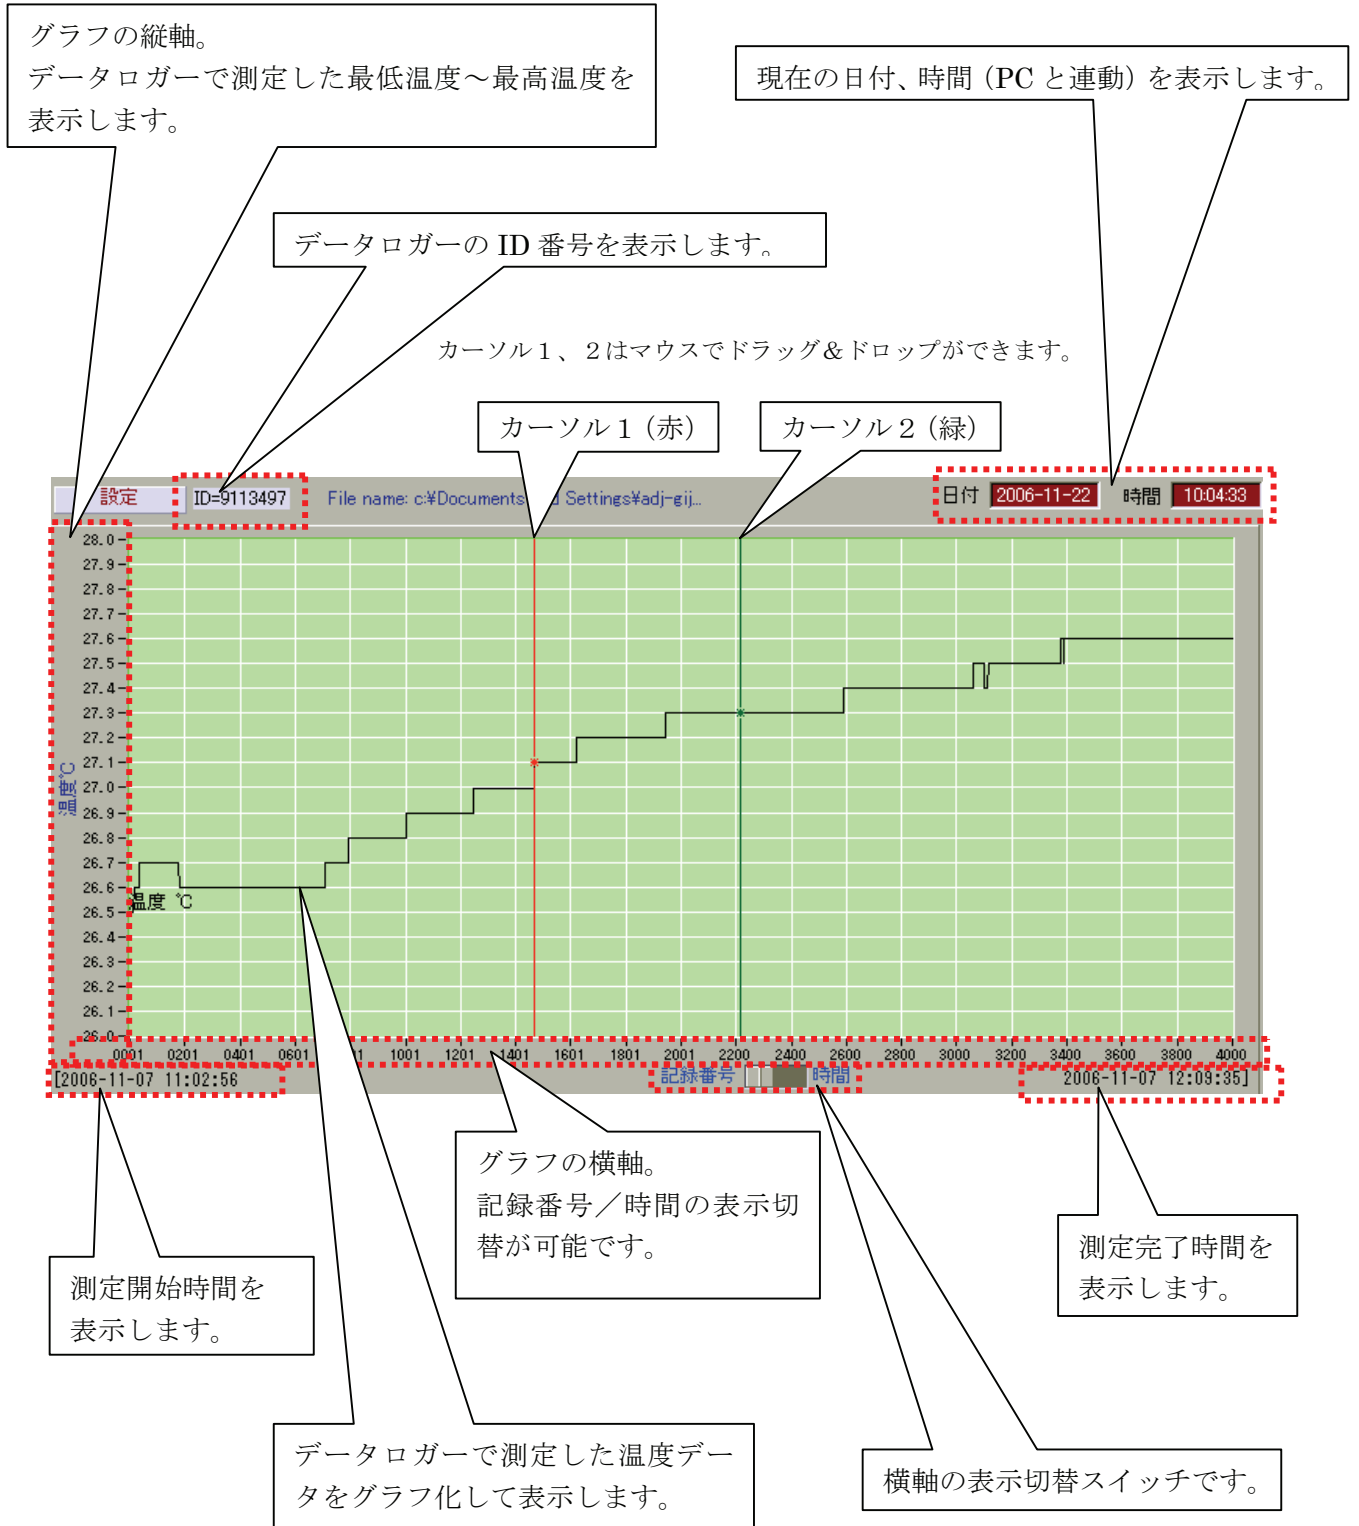 グラフの縦軸。
データロガーで測定した最低温度～最高温度を
表示します。
現在の日付、時間（PC と連動）を表示します。
データロガーの ID 番号を表示します。
カーソル１、２はマウスでドラッグ＆ドロップができます。
カーソル１（赤）
カーソル２（緑）
設定
ID=9113497
File name: c:¥Documents d Settings¥adj-gij...
日付 2006-11-22 時間 10:04:33
28.0
27.9
27.8
27.7
27.6
27.5
27.4
27.3
27.2
27.1
27.0
26.9
26.8
26.7
26.6
26.5
26.4
26.3
26.2
26.1
26.0
温度℃
温度 ℃
0001 0201 0401 0601 01 1001 1201 1401 1601 1801 2001 2200 2400 2600 2800 3000 3200 3400 3600 3800 4000
[2006-11-07 11:02:56
記録番号 時間
2006-11-07 12:09:35]
グラフの横軸。
記録番号／時間の表示切
替が可能です。
測定開始時間を
表示します。
測定完了時間を
表示します。
データロガーで測定した温度デー
タをグラフ化して表示します。
横軸の表示切替スイッチです。